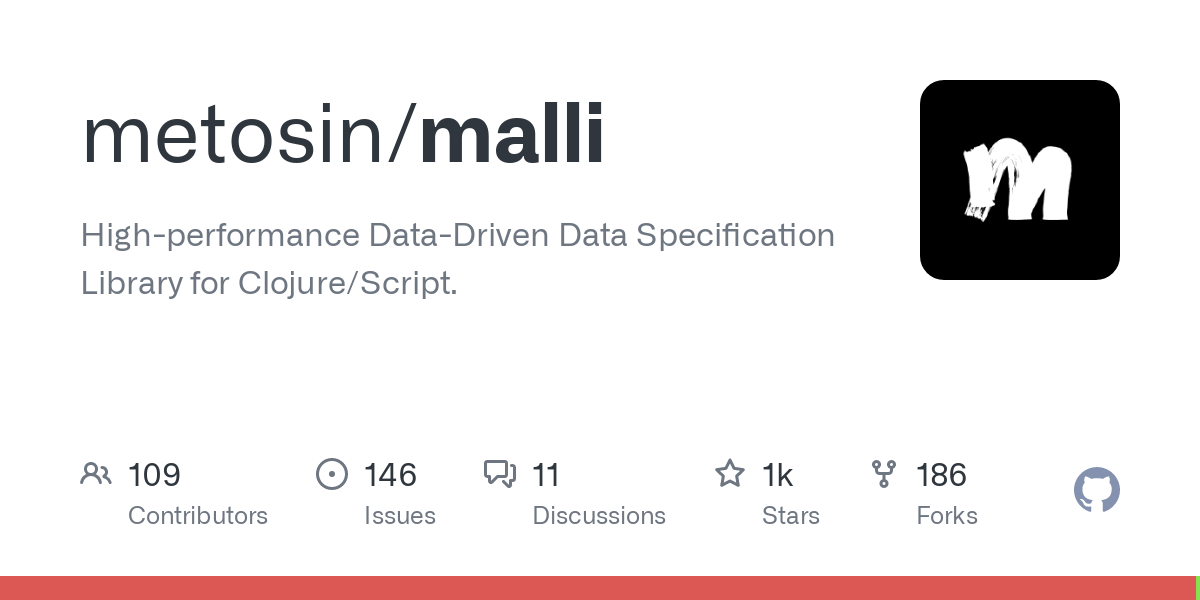 metosin/malli
High-performance Data-Driven Data Specification
Library for Clojure/Script.
m
109
Contributors
146
Issues
11
Discussions
1k
Stars
186
Forks